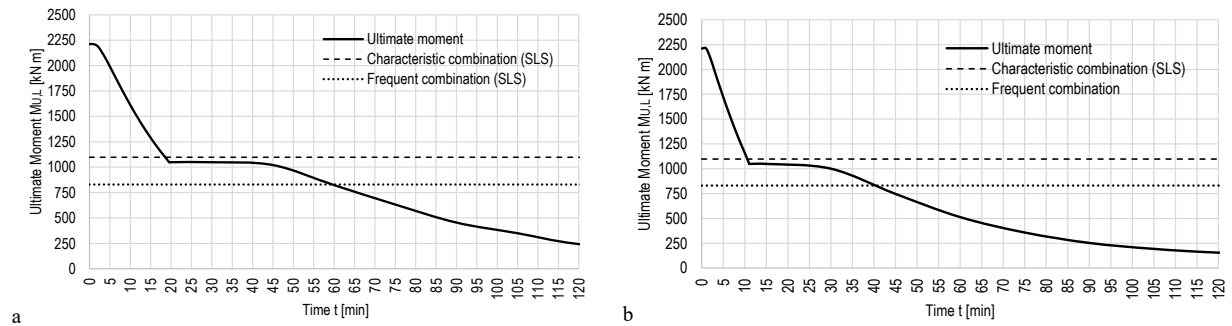 2500
2250
2000
1750
1500
1250
1000
750
500
250
0
Ultimate Moment MU,L [kN m]
Ultimate moment
Characteristic combination (SLS)
Frequent combination (SLS)
0 5 10 15 20 25 30 35 40 45 50 55 60 65 70 75 80 85 90 95 100 105 110 115 120
Time t [min]
a
2500
2250
2000
1750
1500
1250
1000
750
500
250
0
Ultimate Moment MU,L [kN m]
Ultimate moment
Characteristic combination (SLS)
Frequent combination
0 5 10 15 20 25 30 35 40 45 50 55 60 65 70 75 80 85 90 95 100 105 110 115 120
Time t [min]
b